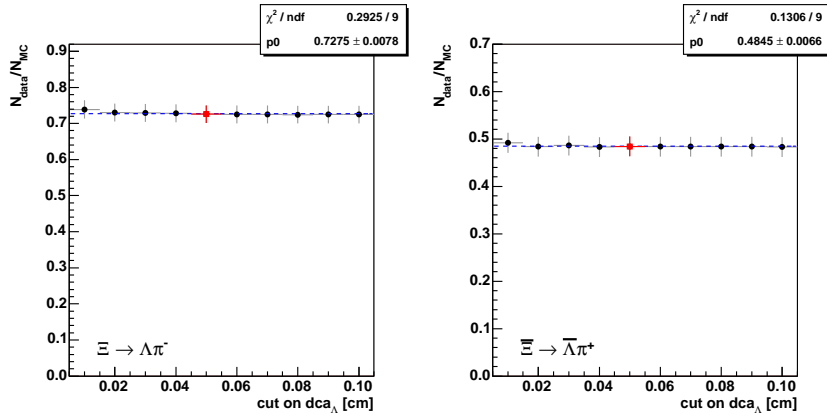 χ² / ndf 0.2925 / 9
p0 0.7275 ± 0.0078
N_data/N_MC
0.9
0.8
0.7
0.6
0.5
0.4
0.3
0.2
0.1
0.0
Ξ → Λπ⁻
0.02 0.04 0.06 0.08 0.10
cut on dca_Λ [cm]
χ² / ndf 0.1306 / 9
p0 0.4845 ± 0.0066
N_data/N_MC
0.7
0.6
0.5
0.4
0.3
0.2
0.1
0.0
Ξ̅ → Λ̅π⁺
0.02 0.04 0.06 0.08 0.10
cut on dca_Λ [cm]